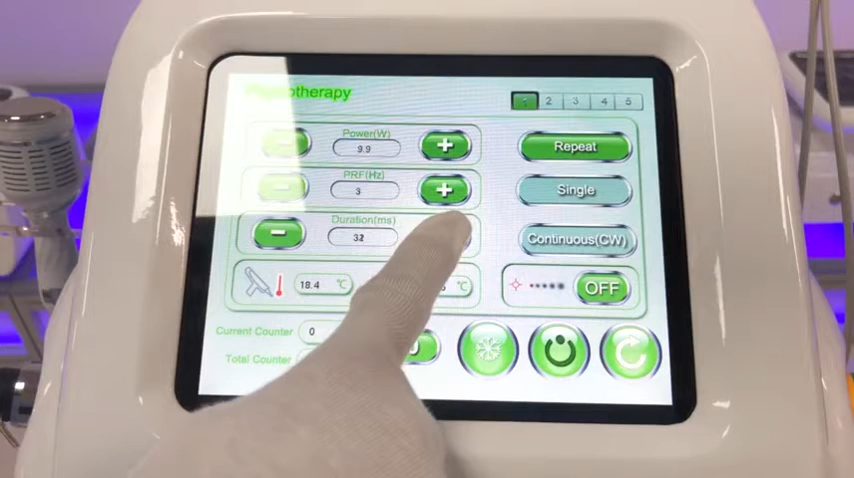 otherapy
1 2 3 4 5
Power(W)
9.9
Repeat
PRF(Hz)
3
Single
Duration(ms)
32
Continuous(CW)
18.4 ℃
℃
OFF
Current Counter 0
Total Counter